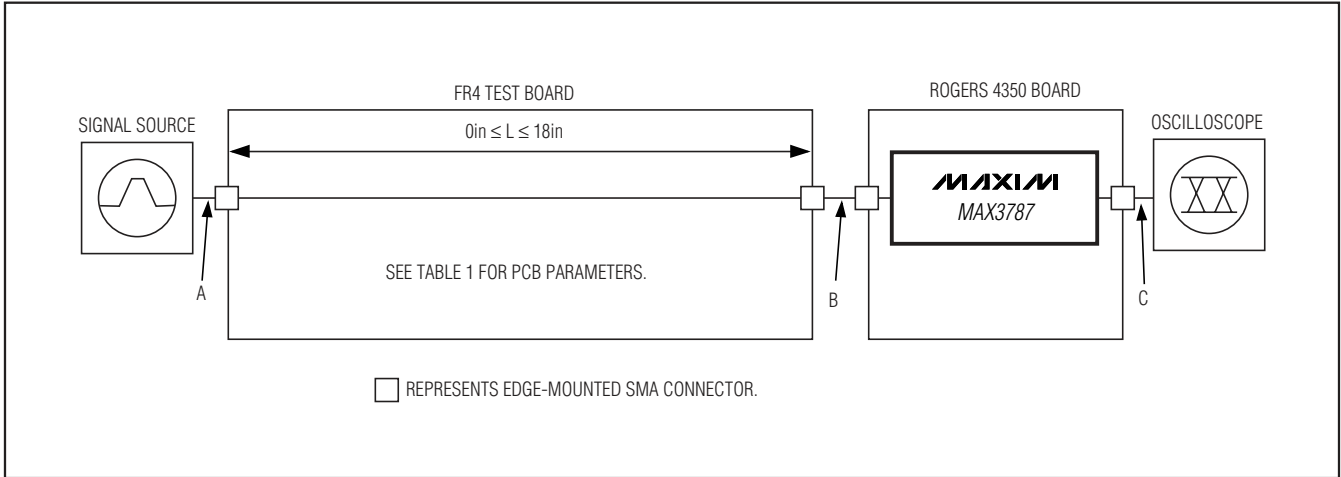 FR4 TEST BOARD
ROGERS 4350 BOARD
SIGNAL SOURCE
0in ≤ L ≤ 18in
OSCILLOSCOPE
MAXIM
MAX3787
SEE TABLE 1 FOR PCB PARAMETERS.
A
B
C
REPRESENTS EDGE-MOUNTED SMA CONNECTOR.